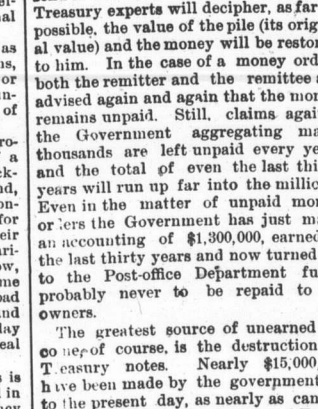 Treasury experts will decipher, as far
possible, the value of the pile (its orig
al value) and the money will be restor
to him. In the case of a money ord
both the remitter and the remittee a
advised again and again that the mon
remains unpaid. Still, claims again
the Government aggregating ma
thousands are left unpaid every ye
and the total of even the last thi
years will run up far into the millio
Even in the matter of unpaid mon
or ers the Government has just m
an accounting of $1,300,000, earned
the last thirty years and now turned
to the Post-office Department fu
probably never to be repaid to
owners.
The greatest source of unearned
of course, is the destruction
T easury notes. Nearly $15,000,
h ve been made by the government
to the present day, as nearly as can